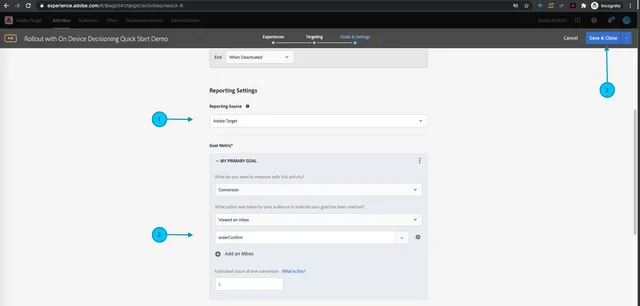 experience.adobe.com/#/@ags041/target/activities/new/A-B
Incognito
Adobe Target
Activities
Audiences
Offers
Recommendations
Administration
A/B
Rollout with On Device Decisioning Quick Start Demo
Experiences
Targeting
Goals & Settings
Cancel
Save & Close
End
When Deactivated
3
Reporting Settings
Reporting Source
1
Adobe Target
Goal Metric*
MY PRIMARY GOAL
What do you want to measure with this activity?
Conversion
What action was taken by your audience to indicate your goal has been reached?
Viewed an mbox
2
orderConfirm
Add an Mbox
Estimated Value of one conversion
What is this?